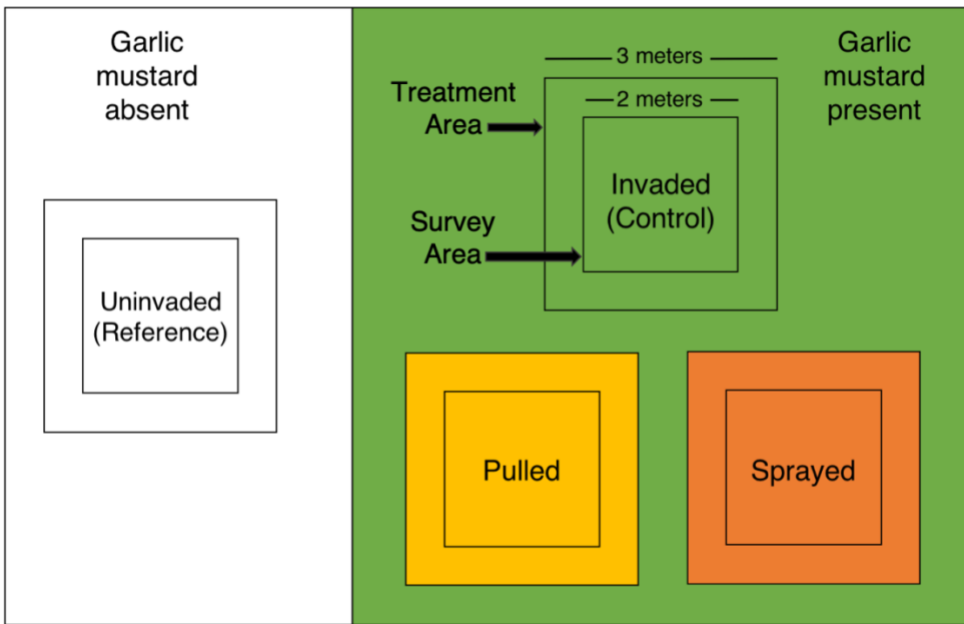 Garlic
mustard
absent
Uninvaded
(Reference)
Garlic
mustard
present
3 meters
2 meters
Treatment
Area
Survey
Area
Invaded
(Control)
Pulled
Sprayed